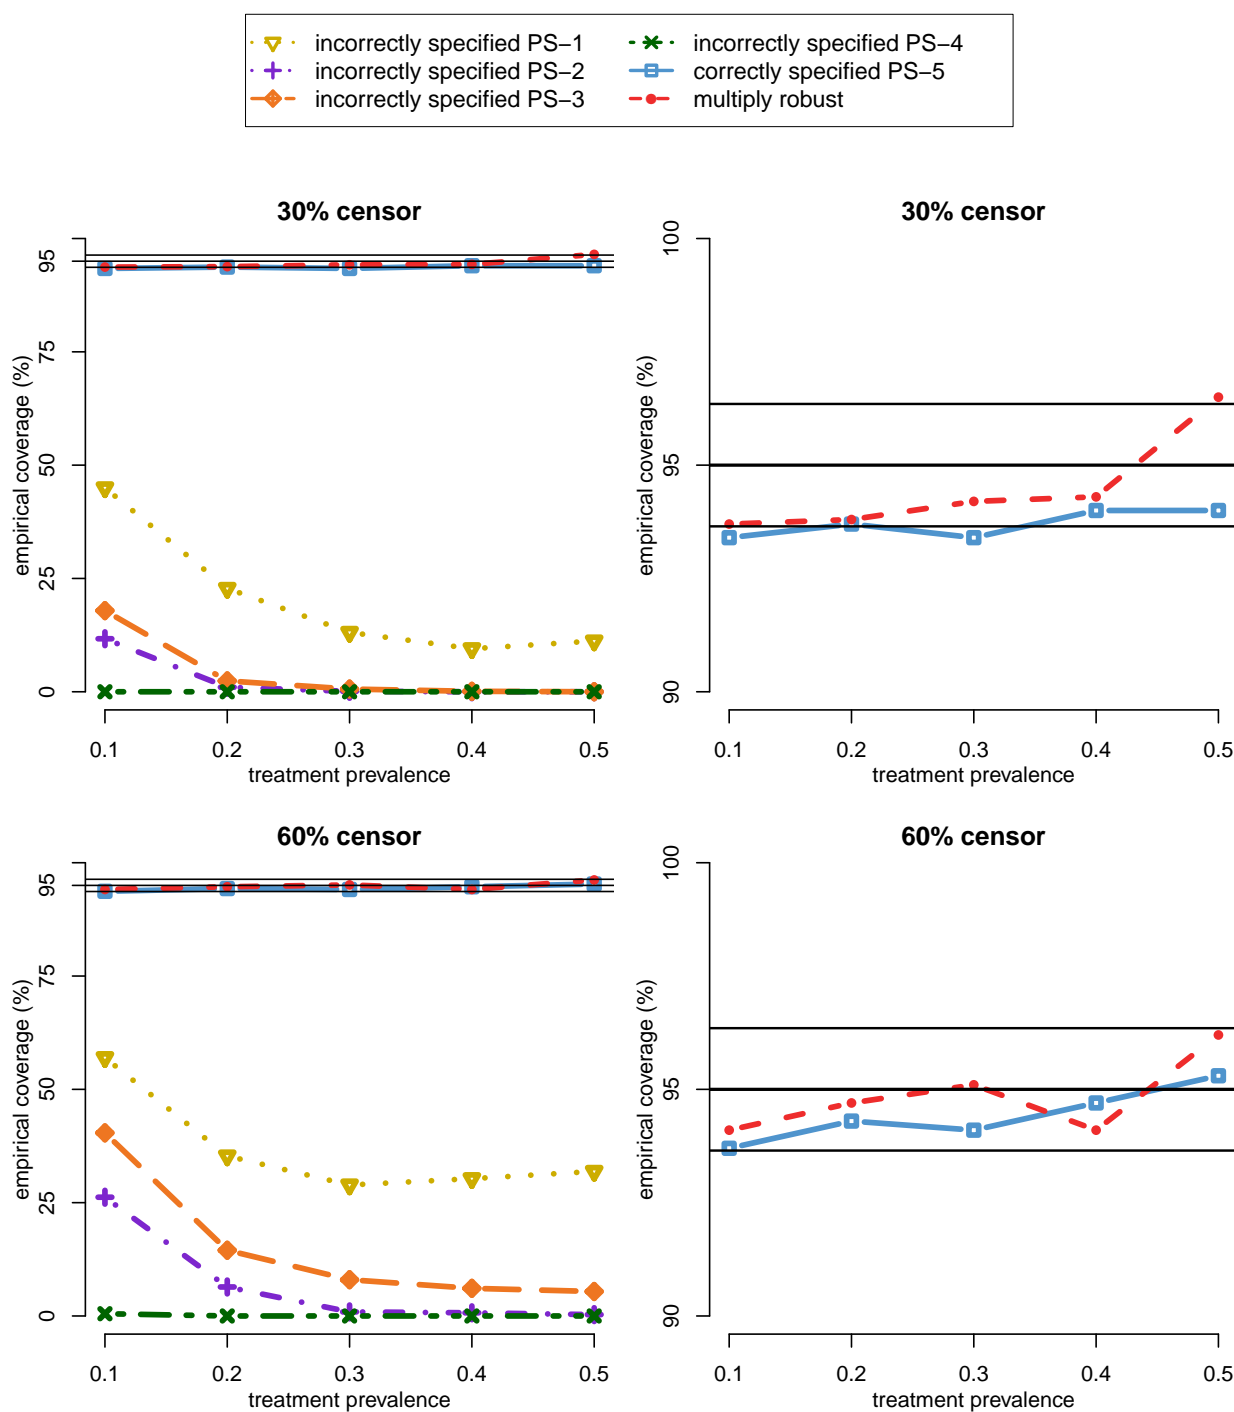 incorrectly specified PS−1
incorrectly specified PS−2
incorrectly specified PS−3
incorrectly specified PS−4
correctly specified PS−5
multiply robust
30% censor
empirical coverage (%)
0 25 50 75 95
0.1 0.2 0.3 0.4 0.5
treatment prevalence
30% censor
empirical coverage (%)
90 95 100
0.1 0.2 0.3 0.4 0.5
treatment prevalence
60% censor
empirical coverage (%)
0 25 50 75 95
0.1 0.2 0.3 0.4 0.5
treatment prevalence
60% censor
empirical coverage (%)
90 95 100
0.1 0.2 0.3 0.4 0.5
treatment prevalence